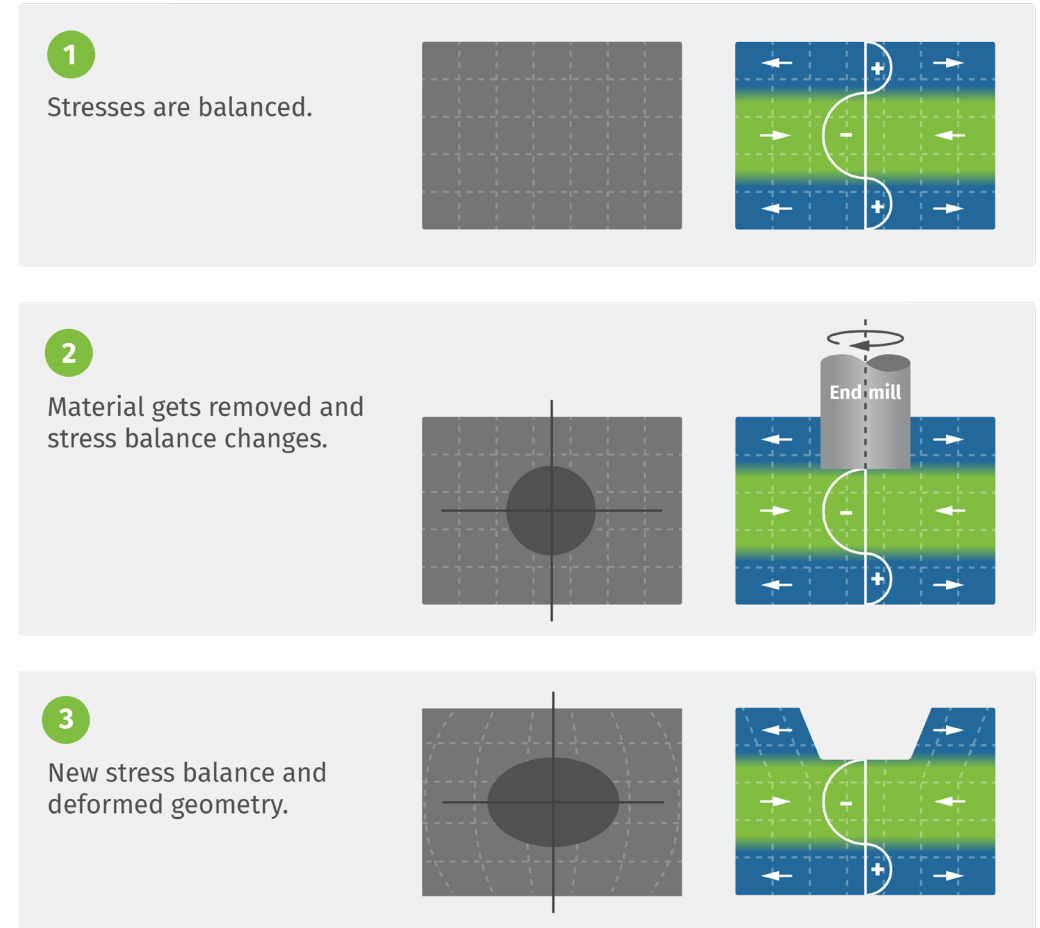 1
Stresses are balanced.
+
-
+
2
Material gets removed and
stress balance changes.
End mill
-
+
3
New stress balance and
deformed geometry.
-
+